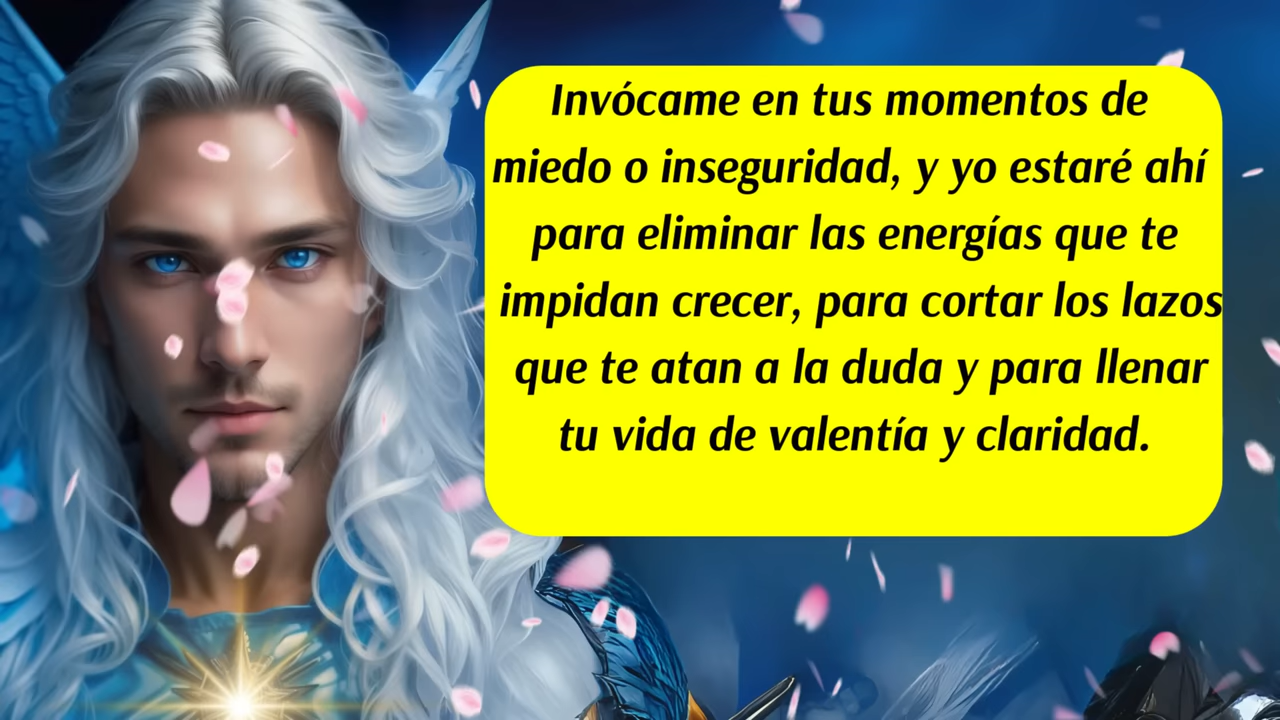 Invócame en tus momentos de
miedo o inseguridad, y yo estaré ahí
para eliminar las energías que te
impidan crecer, para cortar los lazos
que te atan a la duda y para llenar
tu vida de valentía y claridad.